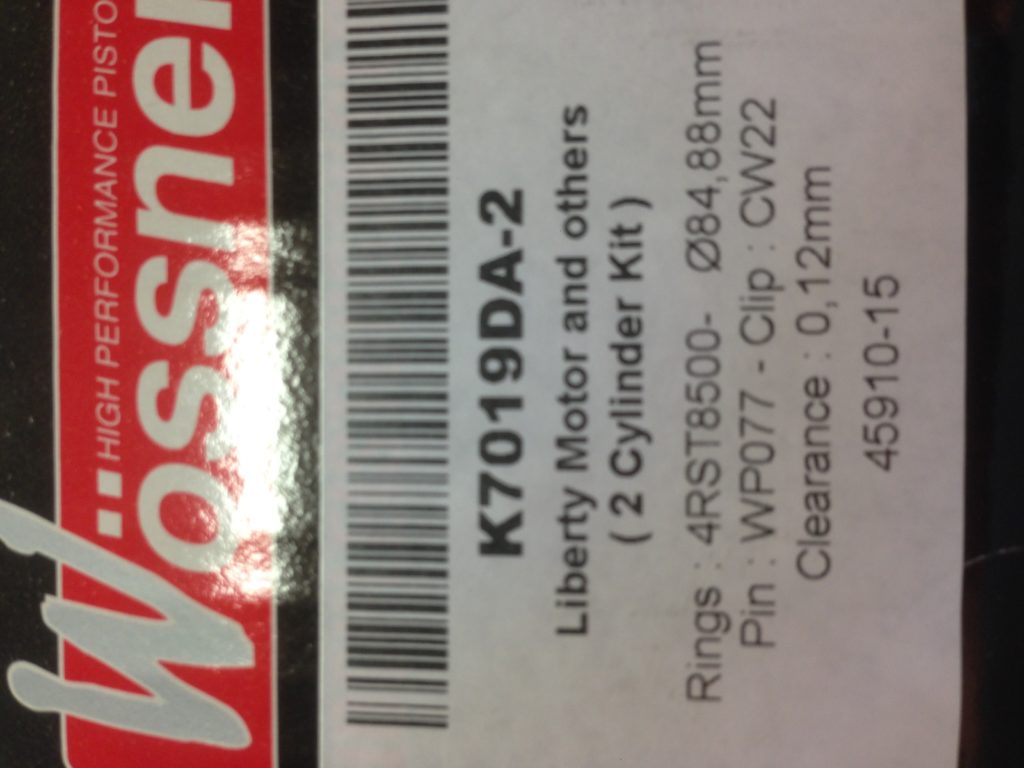 HIGH PERFORMANCE PISTO
Wossner
K7019DA-2
Liberty Motor and others
( 2 Cylinder Kit )
Rings : 4RST8500- Ø84,88mm
Pin : WP077 - Clip : CW22
Clearance : 0,12mm
45910-15